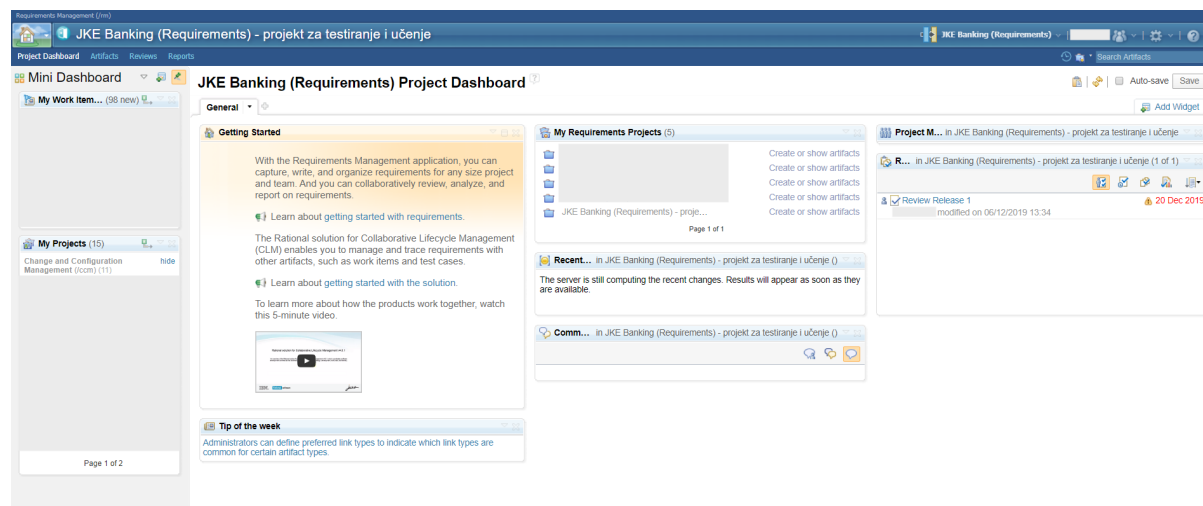 Requirements Management (/rm)
JKE Banking (Requirements) - projekt za testiranje i učenje
JKE Banking (Requirements)
Project Dashboard Artifacts Reviews Reports
Search Artifacts
Mini Dashboard
My Work Item... (98 new)
My Projects (15)
Change and Configuration
Management (/ccm) (11)
hide
Page 1 of 2
JKE Banking (Requirements) Project Dashboard
Auto-save Save
General
Add Widget
Getting Started
With the Requirements Management application, you can
capture, write, and organize requirements for any size project
and team. And you can collaboratively review, analyze, and
report on requirements.
Learn about getting started with requirements.
The Rational solution for Collaborative Lifecycle Management
(CLM) enables you to manage and trace requirements with
other artifacts, such as work items and test cases.
Learn about getting started with the solution.
To learn more about how the products work together, watch
this 5-minute video.
Tip of the week
Administrators can define preferred link types to indicate which link types are
common for certain artifact types.
My Requirements Projects (5)
Create or show artifacts
Create or show artifacts
Create or show artifacts
Create or show artifacts
JKE Banking (Requirements) - proje... Create or show artifacts
Page 1 of 1
Recent... in JKE Banking (Requirements) - projekt za testiranje i učenje ()
The server is still computing the recent changes. Results will appear as soon as they
are available.
Comm... in JKE Banking (Requirements) - projekt za testiranje i učenje ()
Project M... in JKE Banking (Requirements) - projekt za testiranje i učenje
R... in JKE Banking (Requirements) - projekt za testiranje i učenje (1 of 1)
Review Release 1 20 Dec 2019
modified on 06/12/2019 13:34